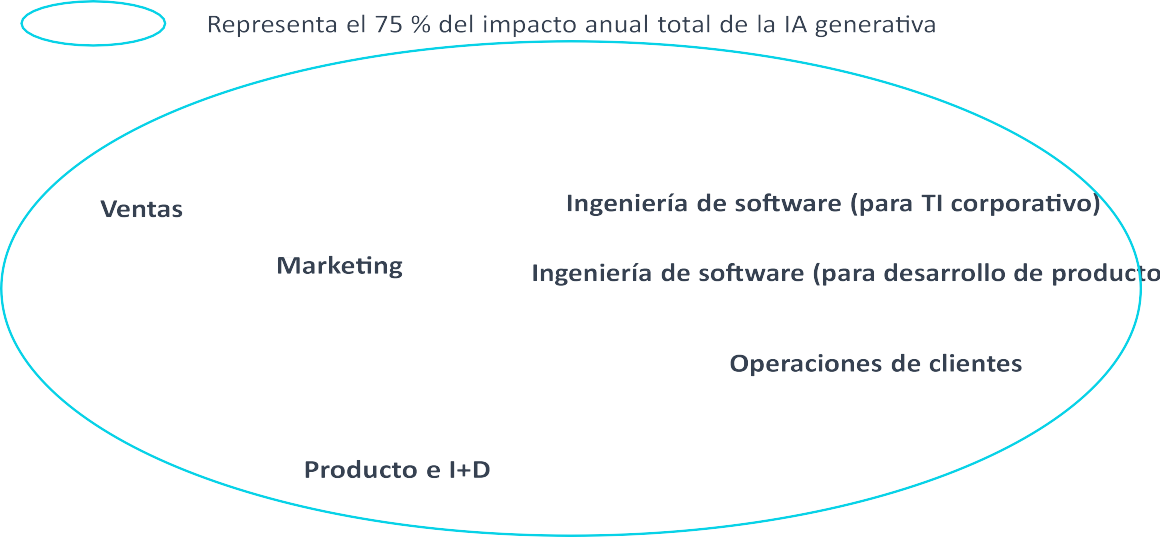 Representa el 75 % del impacto anual total de la IA generativa
Ingeniería de software (para TI corporativo)
Ventas
Marketing
Ingeniería de software (para desarrollo de producto
Operaciones de clientes
Producto e I+D